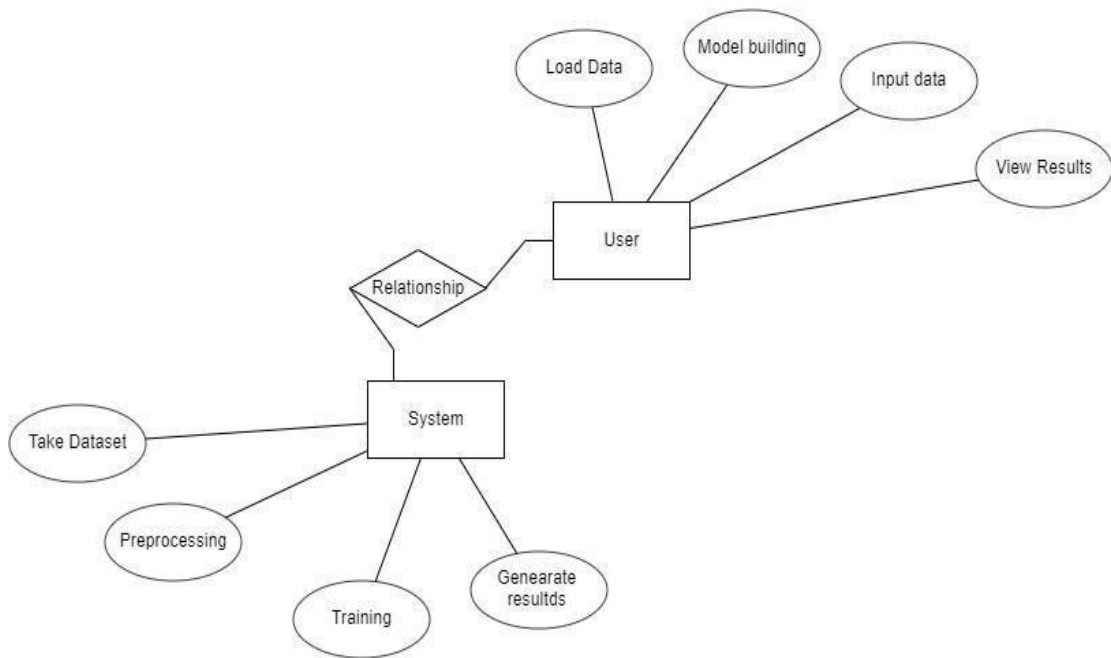 Model building
Load Data
Input data
View Results
User
Relationship
System
Take Dataset
Preprocessing
Genearate
resultds
Training